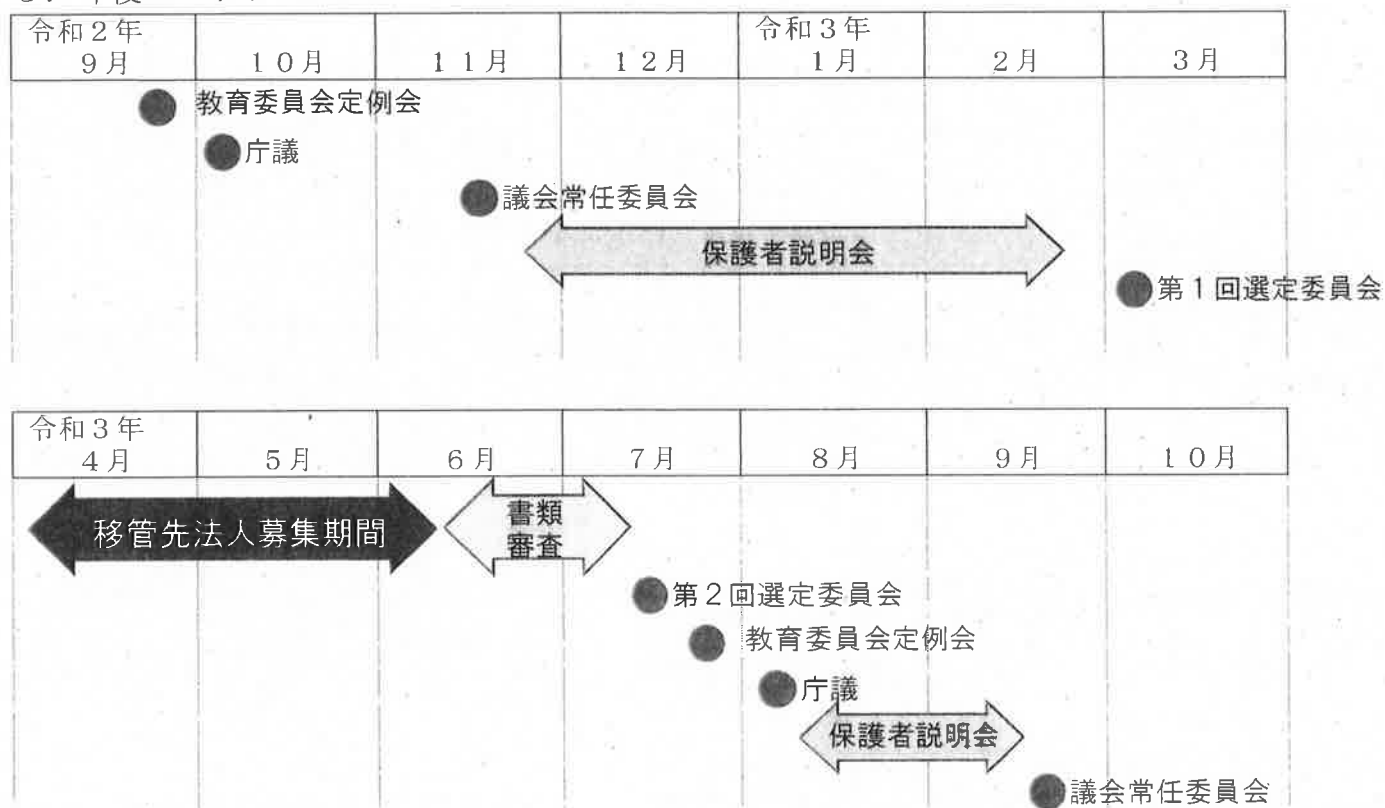 令和２年
９月 １０月 １１月 １２月 令和３年 １月 ２月 ３月
教育委員会定例会
庁議
議会常任委員会
保護者説明会
第１回選定委員会
令和３年
４月 ５月 ６月 ７月 ８月 ９月 １０月
移管先法人募集期間
書類
審査
第２回選定委員会
教育委員会定例会
庁議
保護者説明会
議会常任委員会